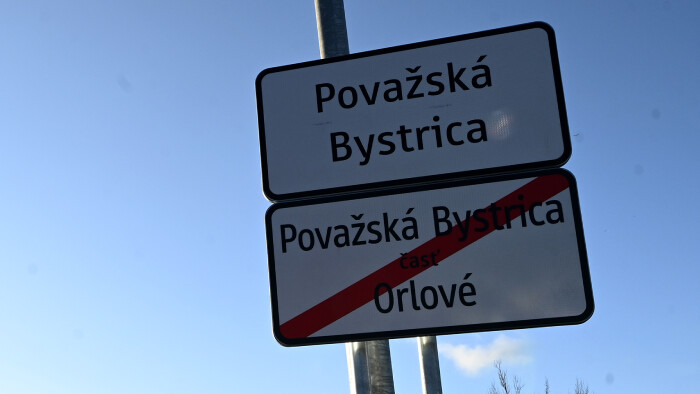 Považská
Bystrica
Považská Bystrica
časť
Orlové